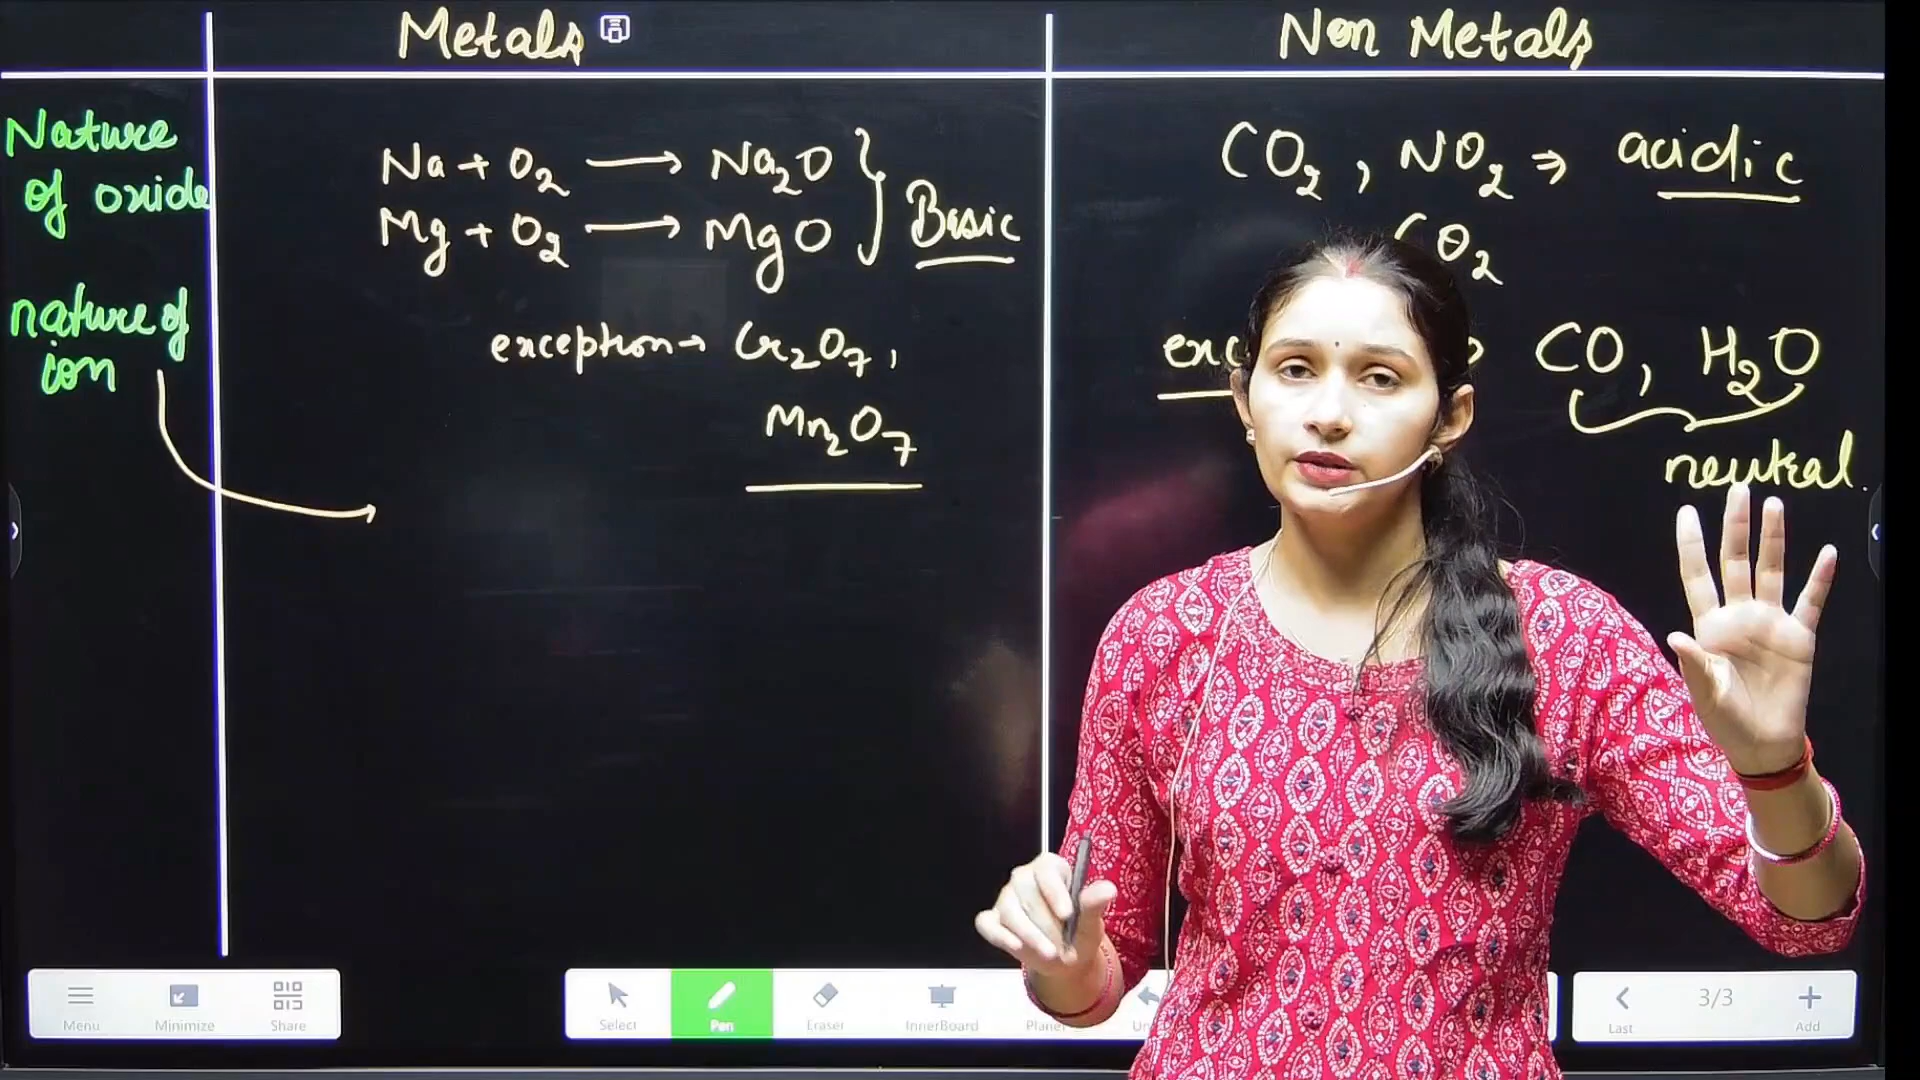 Metals
Non Metals
Nature
of oxide
Na + O₂ ⟶ Na₂O
Mg + O₂ ⟶ MgO
Basic
CO₂, NO₂ ⇒ acidic
CO₂
nature of
ion
exception → Cr₂O₇,
Mn₂O₇
CO, H₂O
neutral.
Menu
Minimize
Share
Select
Pen
Eraser
InnerBoard
3/3
Last
Add